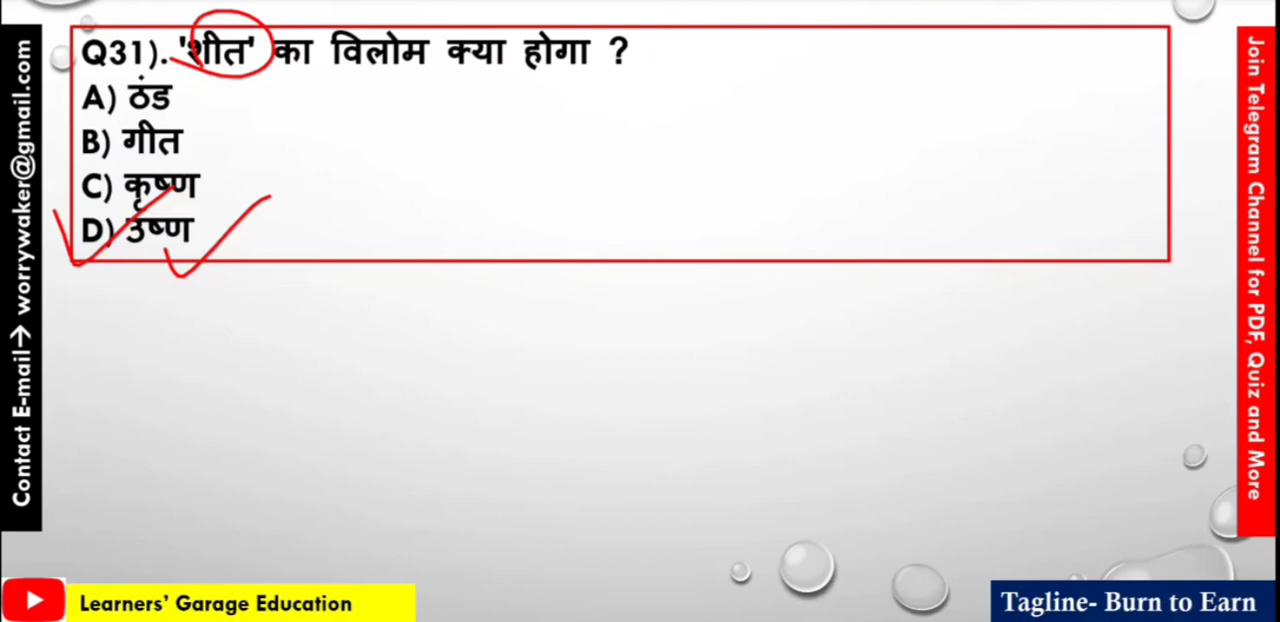 Q31). 'शीत' का विलोम क्या होगा ?
A) ठंड
B) गीत
C) कृष्ण
D) उष्ण
Contact E-mail→ worrywaker@gmail.com
Join Telegram Channel for PDF, Quiz and More
Learners’ Garage Education
Tagline- Burn to Earn